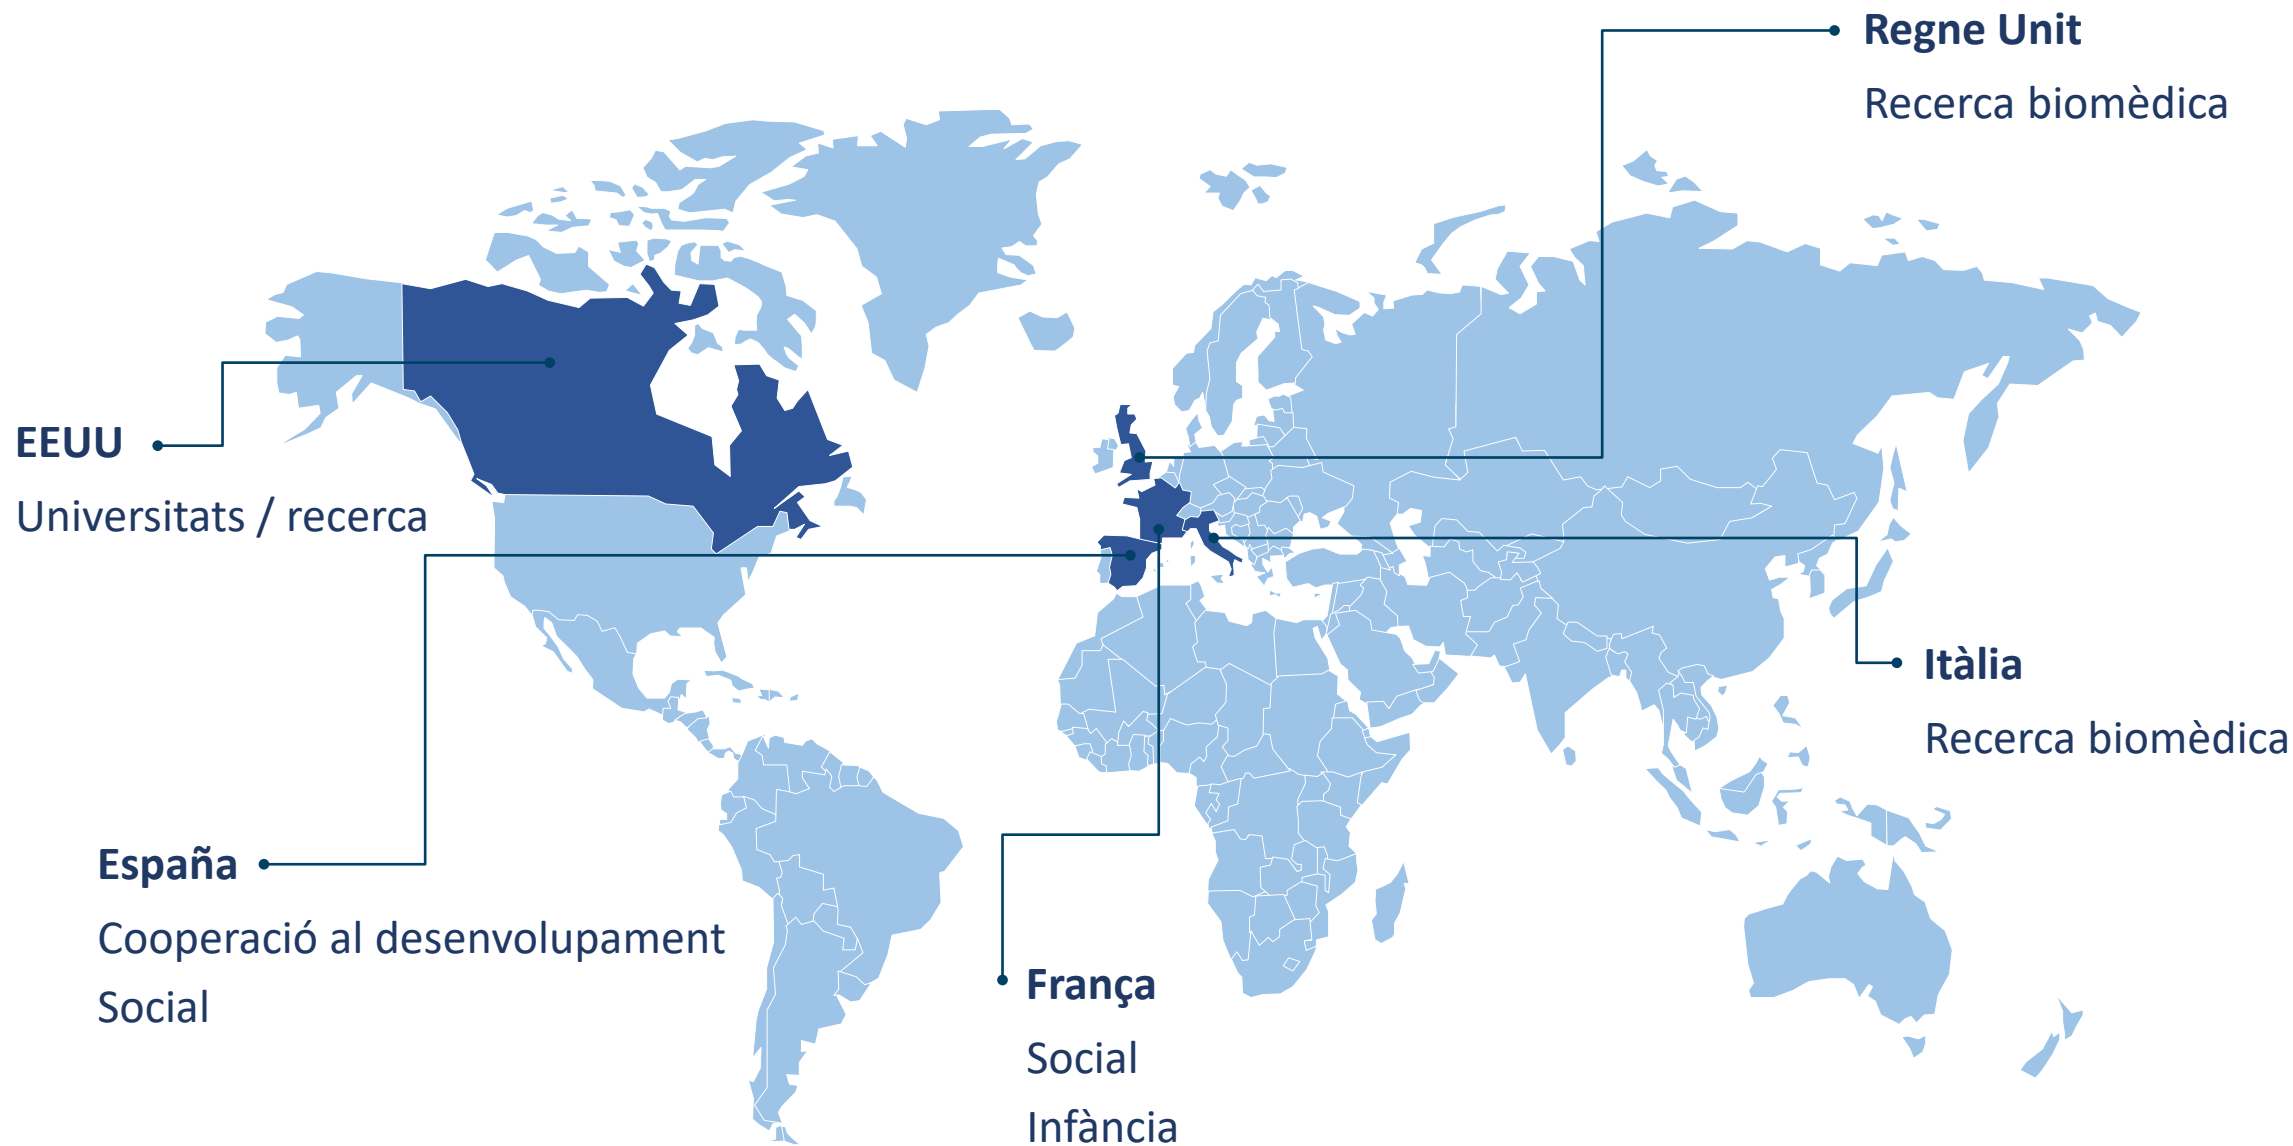 Regne Unit
Recerca biomèdica
EEUU
Universitats / recerca
Itàlia
Recerca biomèdica
España
Cooperació al desenvolupament
Social
França
Social
Infància